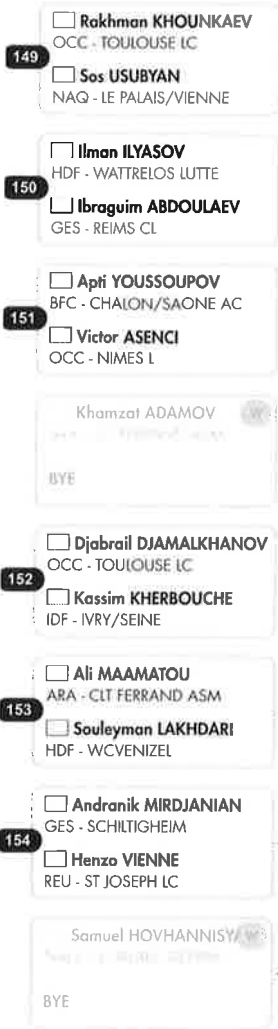 149
Rakhman KHOUNKAEV
OCC - TOULOUSE LC
Sos USUBYAN
NAQ - LE PALAIS/VIENNE
150
Ilman ILYASOV
HDF - WATTRELOS LUTTE
Ibraguim ABDOULAEV
GES - REIMS CL
151
Apti YOUSSOUPOV
BFC - CHALON/SAONE AC
Victor ASENCI
OCC - NIMES L
Khamzat ADAMOV W
BYE
152
Djabrail DJAMALKHANOV
OCC - TOULOUSE LC
Kassim KHERBOUCHE
IDF - IVRY/SEINE
153
Ali MAAMATOU
ARA - CLT FERRAND ASM
Souleyman LAKHDARI
HDF - WCVENIZEL
154
Andranik MIRDJANIAN
GES - SCHILTIGHEIM
Henzo VIENNE
REU - ST JOSEPH LC
Samuel HOVHANNISY W
BYE